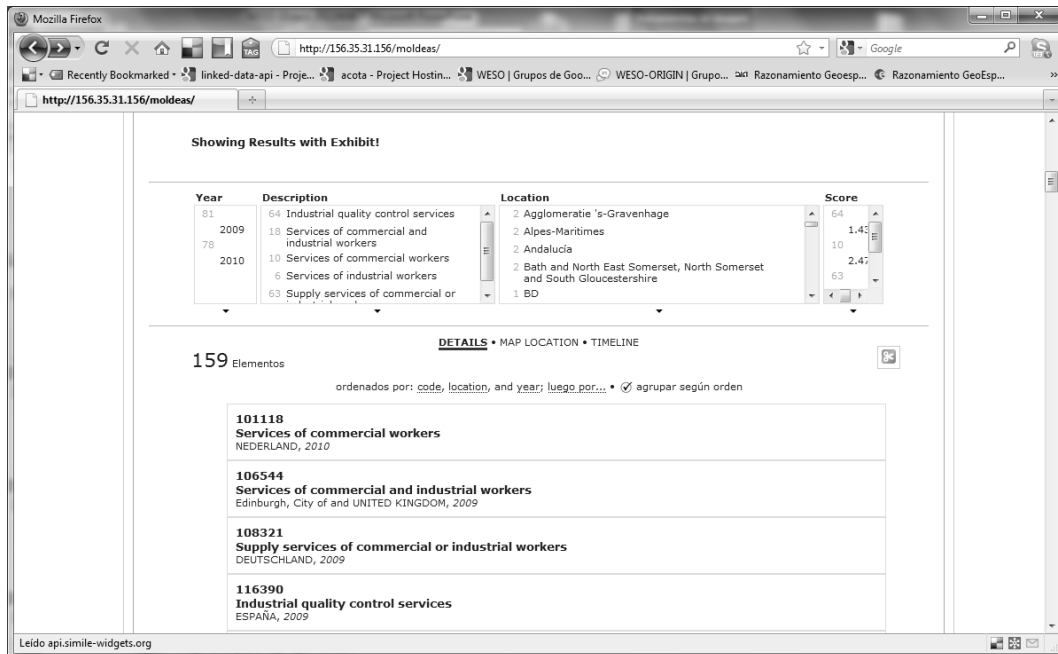 Mozilla Firefox
TAG
http://156.35.31.156/moldeas/
Google
Recently Bookmarked
linked-data-api - Proje...
acota - Project Hostin...
WESO | Grupos de Goo...
WESO-ORIGIN | Grupo...
Razonamiento Geoesp...
Razonamiento GeoEsp...
»
http://156.35.31.156/moldeas/
Showing Results with Exhibit!
Year
81
2009
78
2010
Description
64 Industrial quality control services
18 Services of commercial and
industrial workers
10 Services of commercial workers
6 Services of industrial workers
63 Supply services of commercial or
Location
2 Agglomeratie 's-Gravenhage
2 Alpes-Maritimes
2 Andalucía
2 Bath and North East Somerset, North Somerset
and South Gloucestershire
1 BD
Score
64
1.43
10
2.47
63
DETAILS • MAP LOCATION • TIMELINE
159 Elementos
ordenados por: code, location, and year; luego por... • agrupar según orden
101118
Services of commercial workers
NEDERLAND, 2010
106544
Services of commercial and industrial workers
Edinburgh, City of and UNITED KINGDOM, 2009
108321
Supply services of commercial or industrial workers
DEUTSCHLAND, 2009
116390
Industrial quality control services
ESPAÑA, 2009
Leído api.simile-widgets.org